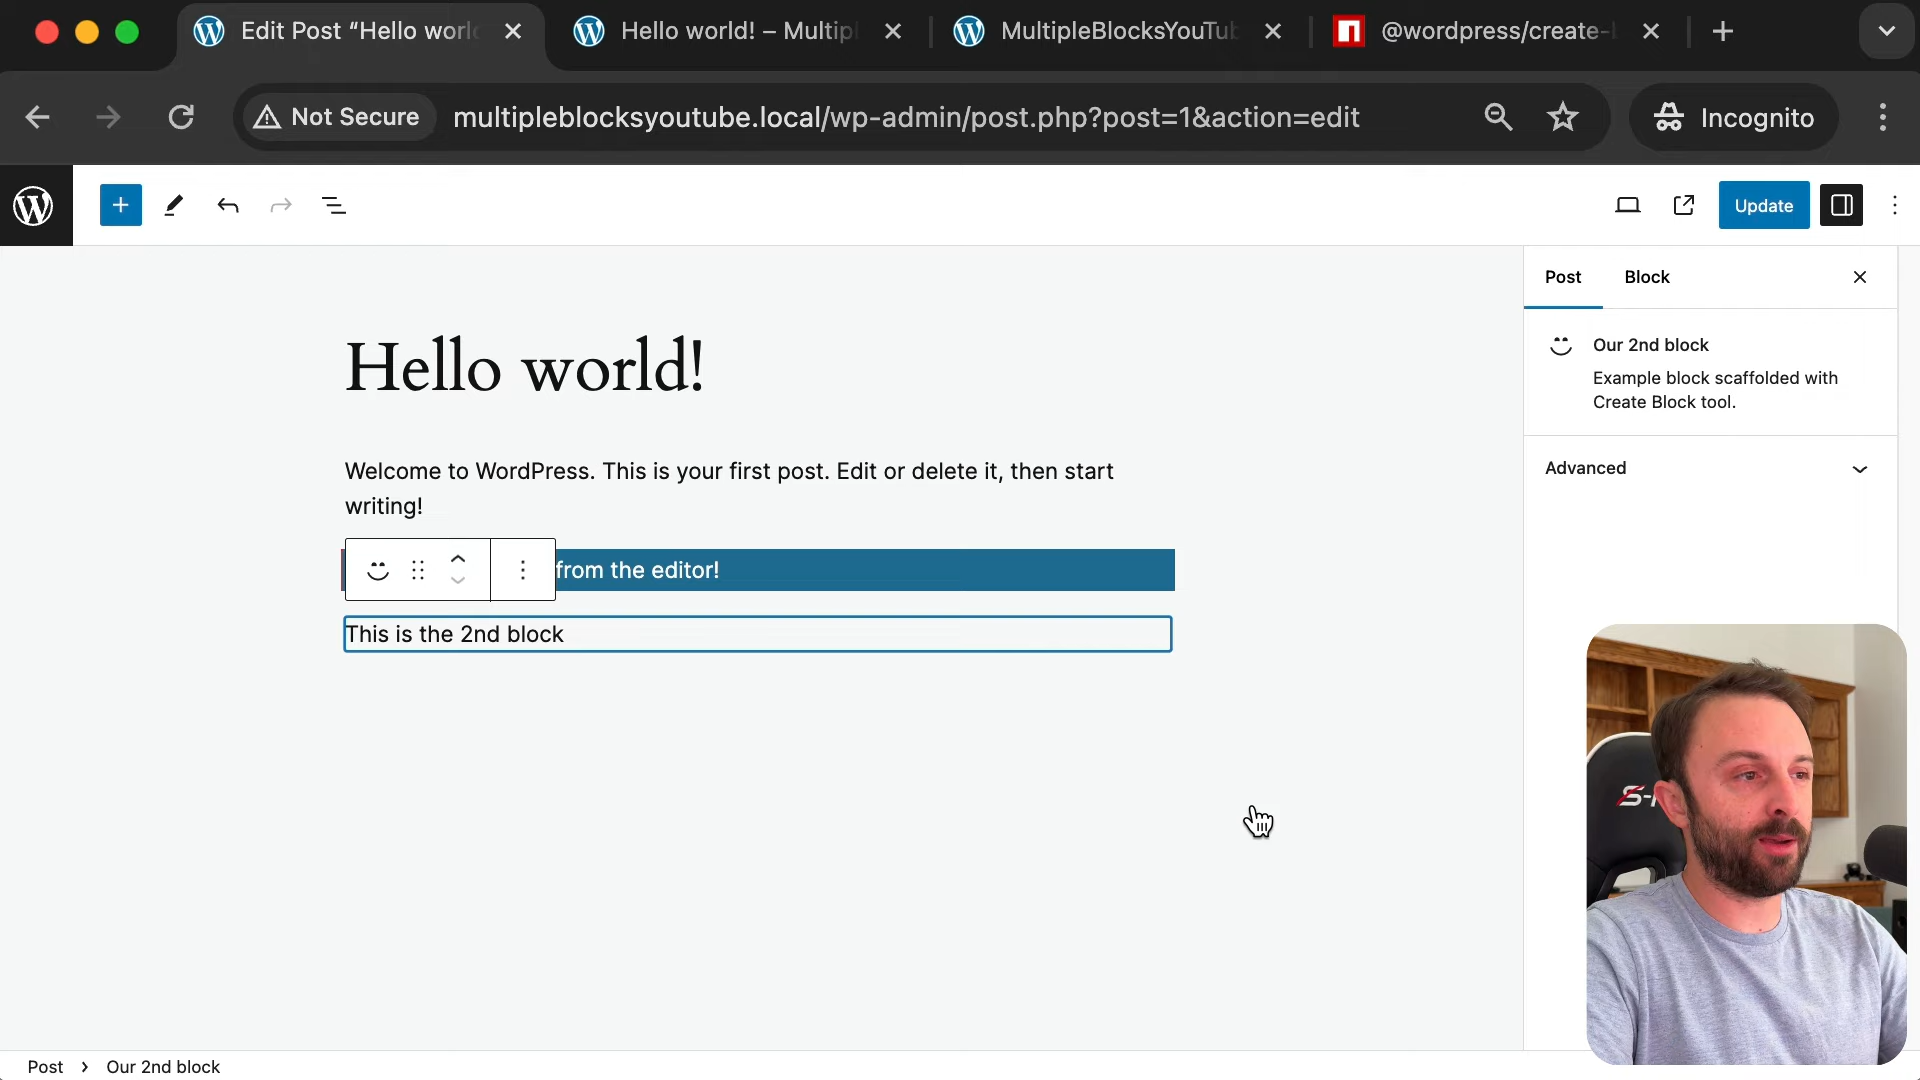 Edit Post “Hello worl
Hello world! – Multipl
MultipleBlocksYouTub
@wordpress/create-
Not Secure
multipleblocksyoutube.local/wp-admin/post.php?post=1&action=edit
Incognito
Update
Post
Block
Our 2nd block
Example block scaffolded with
Create Block tool.
Advanced
Hello world!
Welcome to WordPress. This is your first post. Edit or delete it, then start
writing!
from the editor!
This is the 2nd block
Post › Our 2nd block